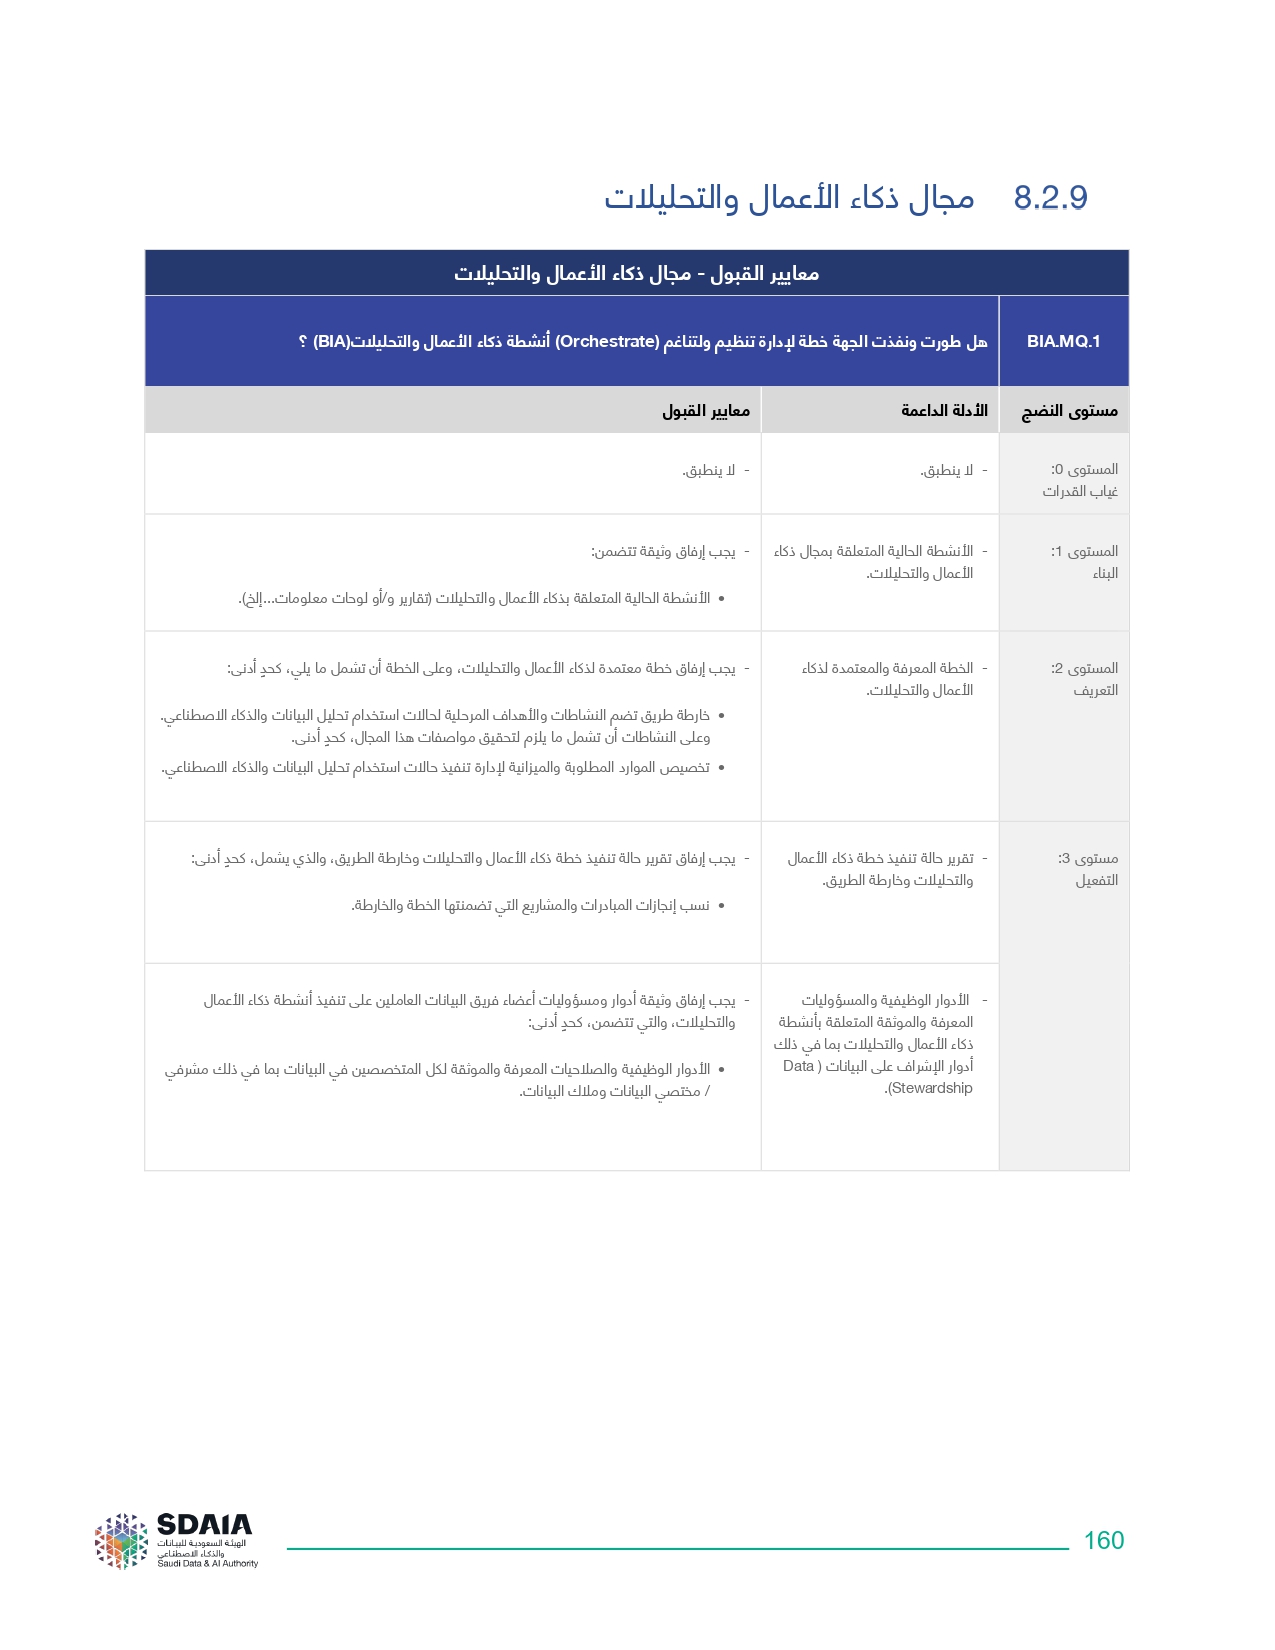 8.2.9 مجال ذكاء الأعمال والتحليلات
معايير القبول - مجال ذكاء الأعمال والتحليلات
BIA.MQ.1
هل طورت ونفذت الجهة خطة لإدارة تنظيم ولتناغم (Orchestrate) أنشطة ذكاء الأعمال والتحليلات(BIA) ؟
مستوى النضج
الأدلة الداعمة
معايير القبول
المستوى 0:
غياب القدرات
- لا ينطبق.
- لا ينطبق.
المستوى 1:
البناء
- الأنشطة الحالية المتعلقة بمجال ذكاء
الأعمال والتحليلات.
- يجب إرفاق وثيقة تتضمن:
• الأنشطة الحالية المتعلقة بذكاء الأعمال والتحليلات (تقارير و/أو لوحات معلومات...إلخ).
المستوى 2:
التعريف
- الخطة المعرفة والمعتمدة لذكاء
الأعمال والتحليلات.
- يجب إرفاق خطة معتمدة لذكاء الأعمال والتحليلات، وعلى الخطة أن تشمل ما يلي، كحدٍ أدنى:
• خارطة طريق تضم النشاطات والأهداف المرحلية لحالات استخدام تحليل البيانات والذكاء الاصطناعي.
وعلى النشاطات أن تشمل ما يلزم لتحقيق مواصفات هذا المجال، كحدٍ أدنى.
• تخصيص الموارد المطلوبة والميزانية لإدارة تنفيذ حالات استخدام تحليل البيانات والذكاء الاصطناعي.
مستوى 3:
التفعيل
- تقرير حالة تنفيذ خطة ذكاء الأعمال
والتحليلات وخارطة الطريق.
- يجب إرفاق تقرير حالة تنفيذ خطة ذكاء الأعمال والتحليلات وخارطة الطريق، والذي يشمل، كحدٍ أدنى:
• نسب إنجازات المبادرات والمشاريع التي تضمنتها الخطة والخارطة.
- الأدوار الوظيفية والمسؤوليات
المعرفة والموثقة المتعلقة بأنشطة
ذكاء الأعمال والتحليلات بما في ذلك
أدوار الإشراف على البيانات ( Data
Stewardship).
- يجب إرفاق وثيقة أدوار ومسؤوليات أعضاء فريق البيانات العاملين على تنفيذ أنشطة ذكاء الأعمال
والتحليلات، والتي تتضمن، كحدٍ أدنى:
• الأدوار الوظيفية والصلاحيات المعرفة والموثقة لكل المتخصصين في البيانات بما في ذلك مشرفي
/ مختصي البيانات وملاك البيانات.
SDAIA
الهيئة السعودية للبيانات
والذكاء الاصطناعي
Saudi Data & AI Authority
160